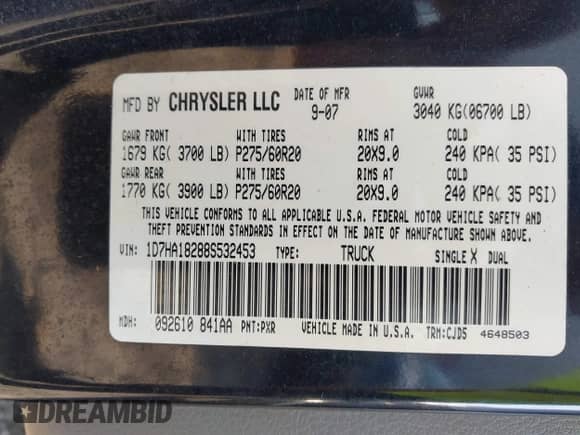 MFD BY CHRYSLER LLC DATE OF MFR 9-07 GVWR 3040 KG(06700 LB)
GAWR FRONT WITH TIRES RIMS AT COLD
1679 KG( 3700 LB) P275/60R20 20X9.0 240 KPA( 35 PSI)
GAWR REAR WITH TIRES RIMS AT COLD
1770 KG( 3900 LB) P275/60R20 20X9.0 240 KPA( 35 PSI)
THIS VEHICLE CONFORMS TO ALL APPLICABLE U.S.A. FEDERAL MOTOR VEHICLE SAFETY AND
THEFT PREVENTION STANDARDS IN EFFECT ON THE DATE OF MANUFACTURE SHOWN ABOVE.
VIN: 1D7HA18288S532453 TYPE: TRUCK SINGLE X DUAL
MDH: 092610 841AA PNT:PXR VEHICLE MADE IN U.S.A. TRM:CJD5 4648503
DREAMBID